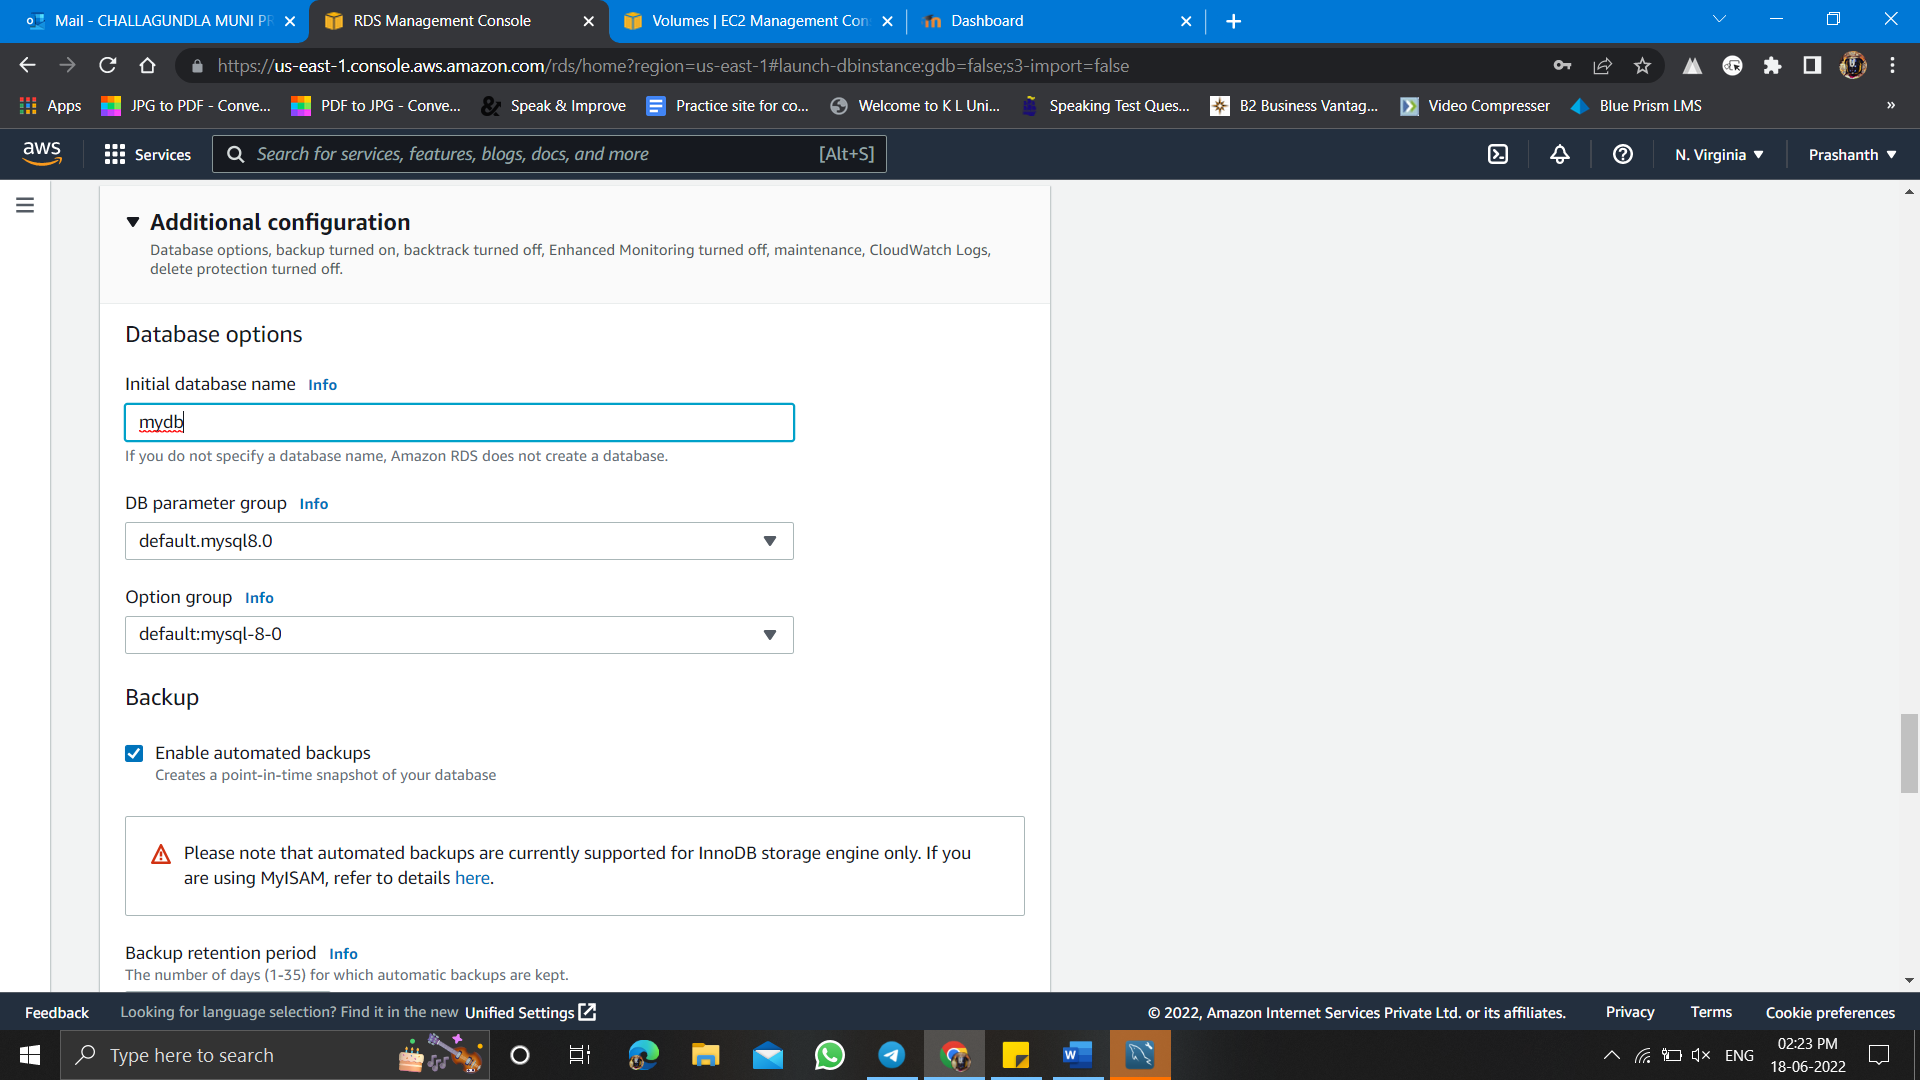 Mail - CHALLAGUNDLA MUNI PR
RDS Management Console
Volumes | EC2 Management Con
Dashboard
https://us-east-1.console.aws.amazon.com/rds/home?region=us-east-1#launch-dbinstance:gdb=false;s3-import=false
Apps
JPG to PDF - Conve...
PDF to JPG - Conve...
Speak & Improve
Practice site for co...
Welcome to K L Uni...
Speaking Test Ques...
B2 Business Vantag...
Video Compresser
Blue Prism LMS
»
aws
Services
Search for services, features, blogs, docs, and more
[Alt+S]
N. Virginia
Prashanth
Additional configuration
Database options, backup turned on, backtrack turned off, Enhanced Monitoring turned off, maintenance, CloudWatch Logs,
delete protection turned off.
Database options
Initial database name Info
mydb
If you do not specify a database name, Amazon RDS does not create a database.
DB parameter group Info
default.mysql8.0
Option group Info
default:mysql-8-0
Backup
Enable automated backups
Creates a point-in-time snapshot of your database
Please note that automated backups are currently supported for InnoDB storage engine only. If you
are using MyISAM, refer to details here.
Backup retention period Info
The number of days (1-35) for which automatic backups are kept.
Feedback
Looking for language selection? Find it in the new Unified Settings
© 2022, Amazon Internet Services Private Ltd. or its affiliates.
Privacy
Terms
Cookie preferences
Type here to search
ENG
02:23 PM
18-06-2022